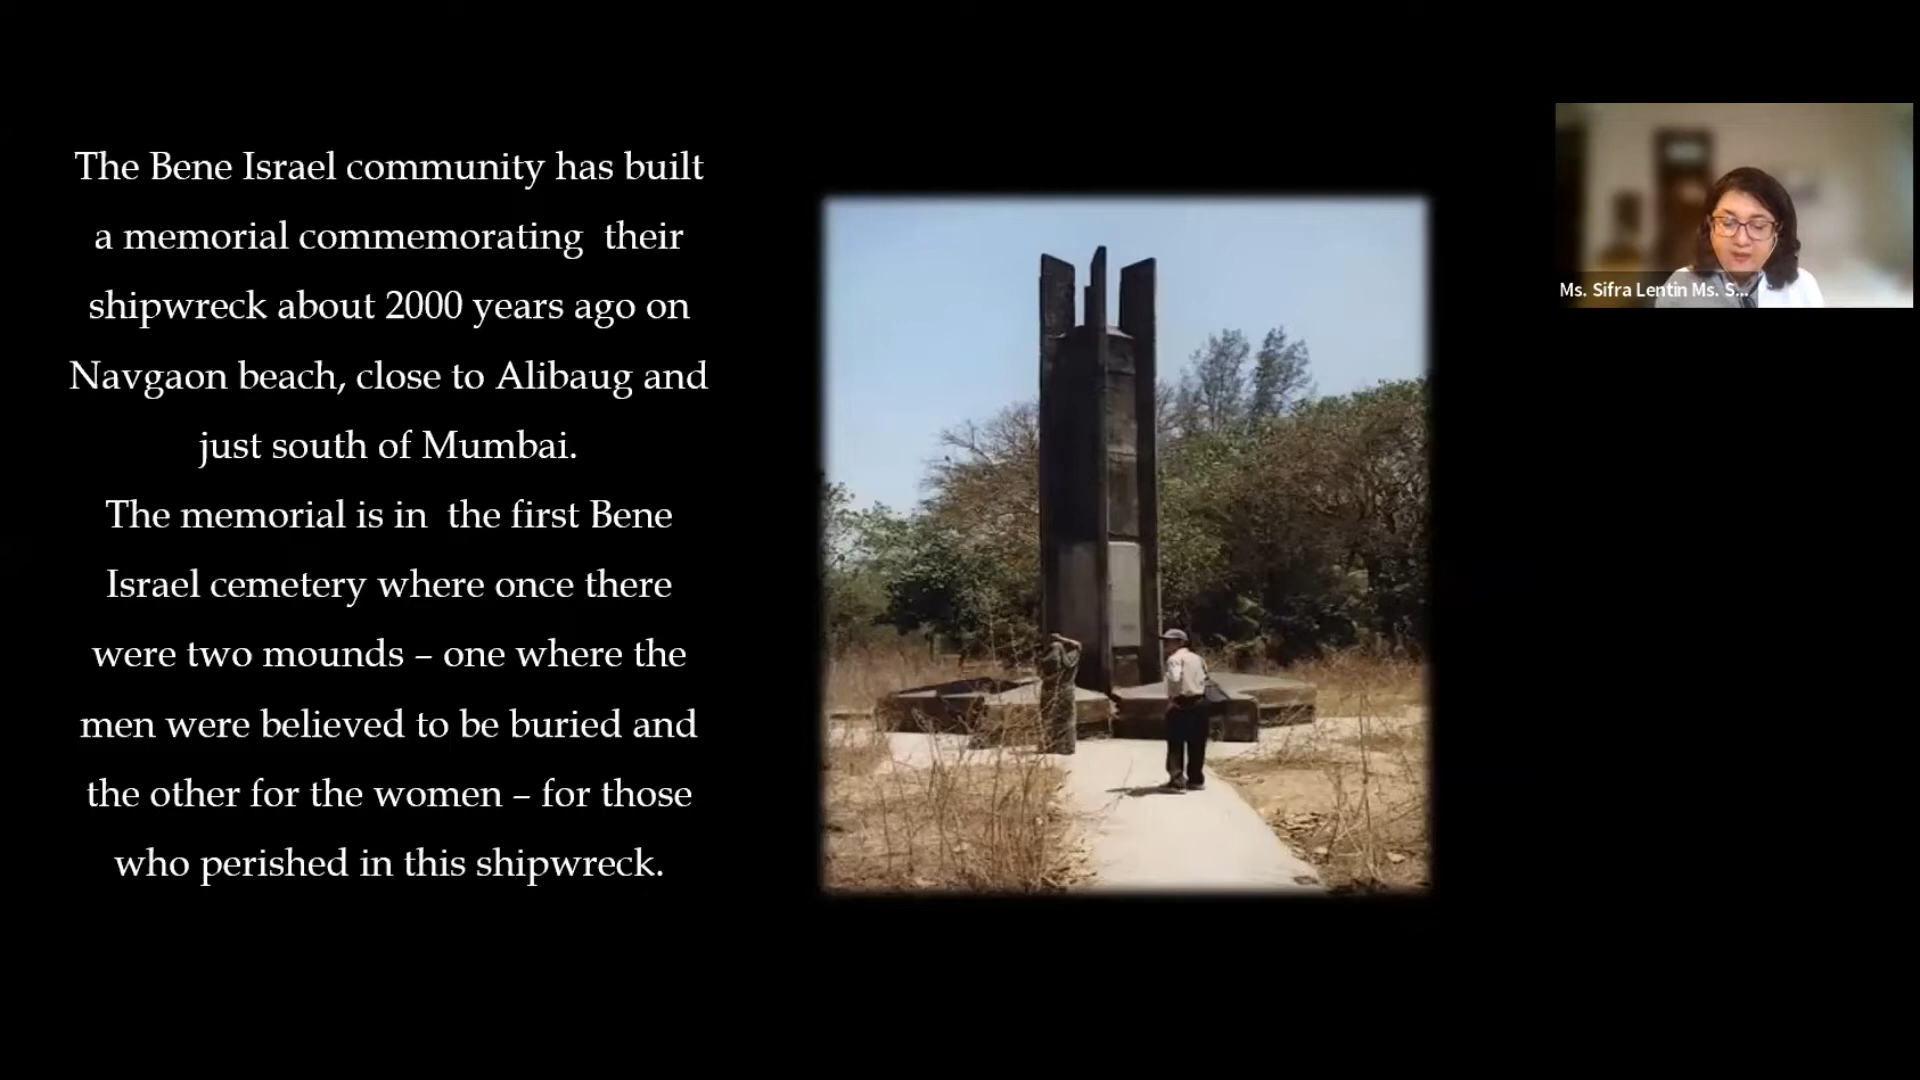 The Bene Israel community has built
a memorial commemorating  their
shipwreck about 2000 years ago on
Navgaon beach, close to Alibaug and
just south of Mumbai.
The memorial is in  the first Bene
Israel cemetery where once there
were two mounds – one where the
men were believed to be buried and
the other for the women – for those
who perished in this shipwreck.
Ms. Sifra Lentin Ms. S...